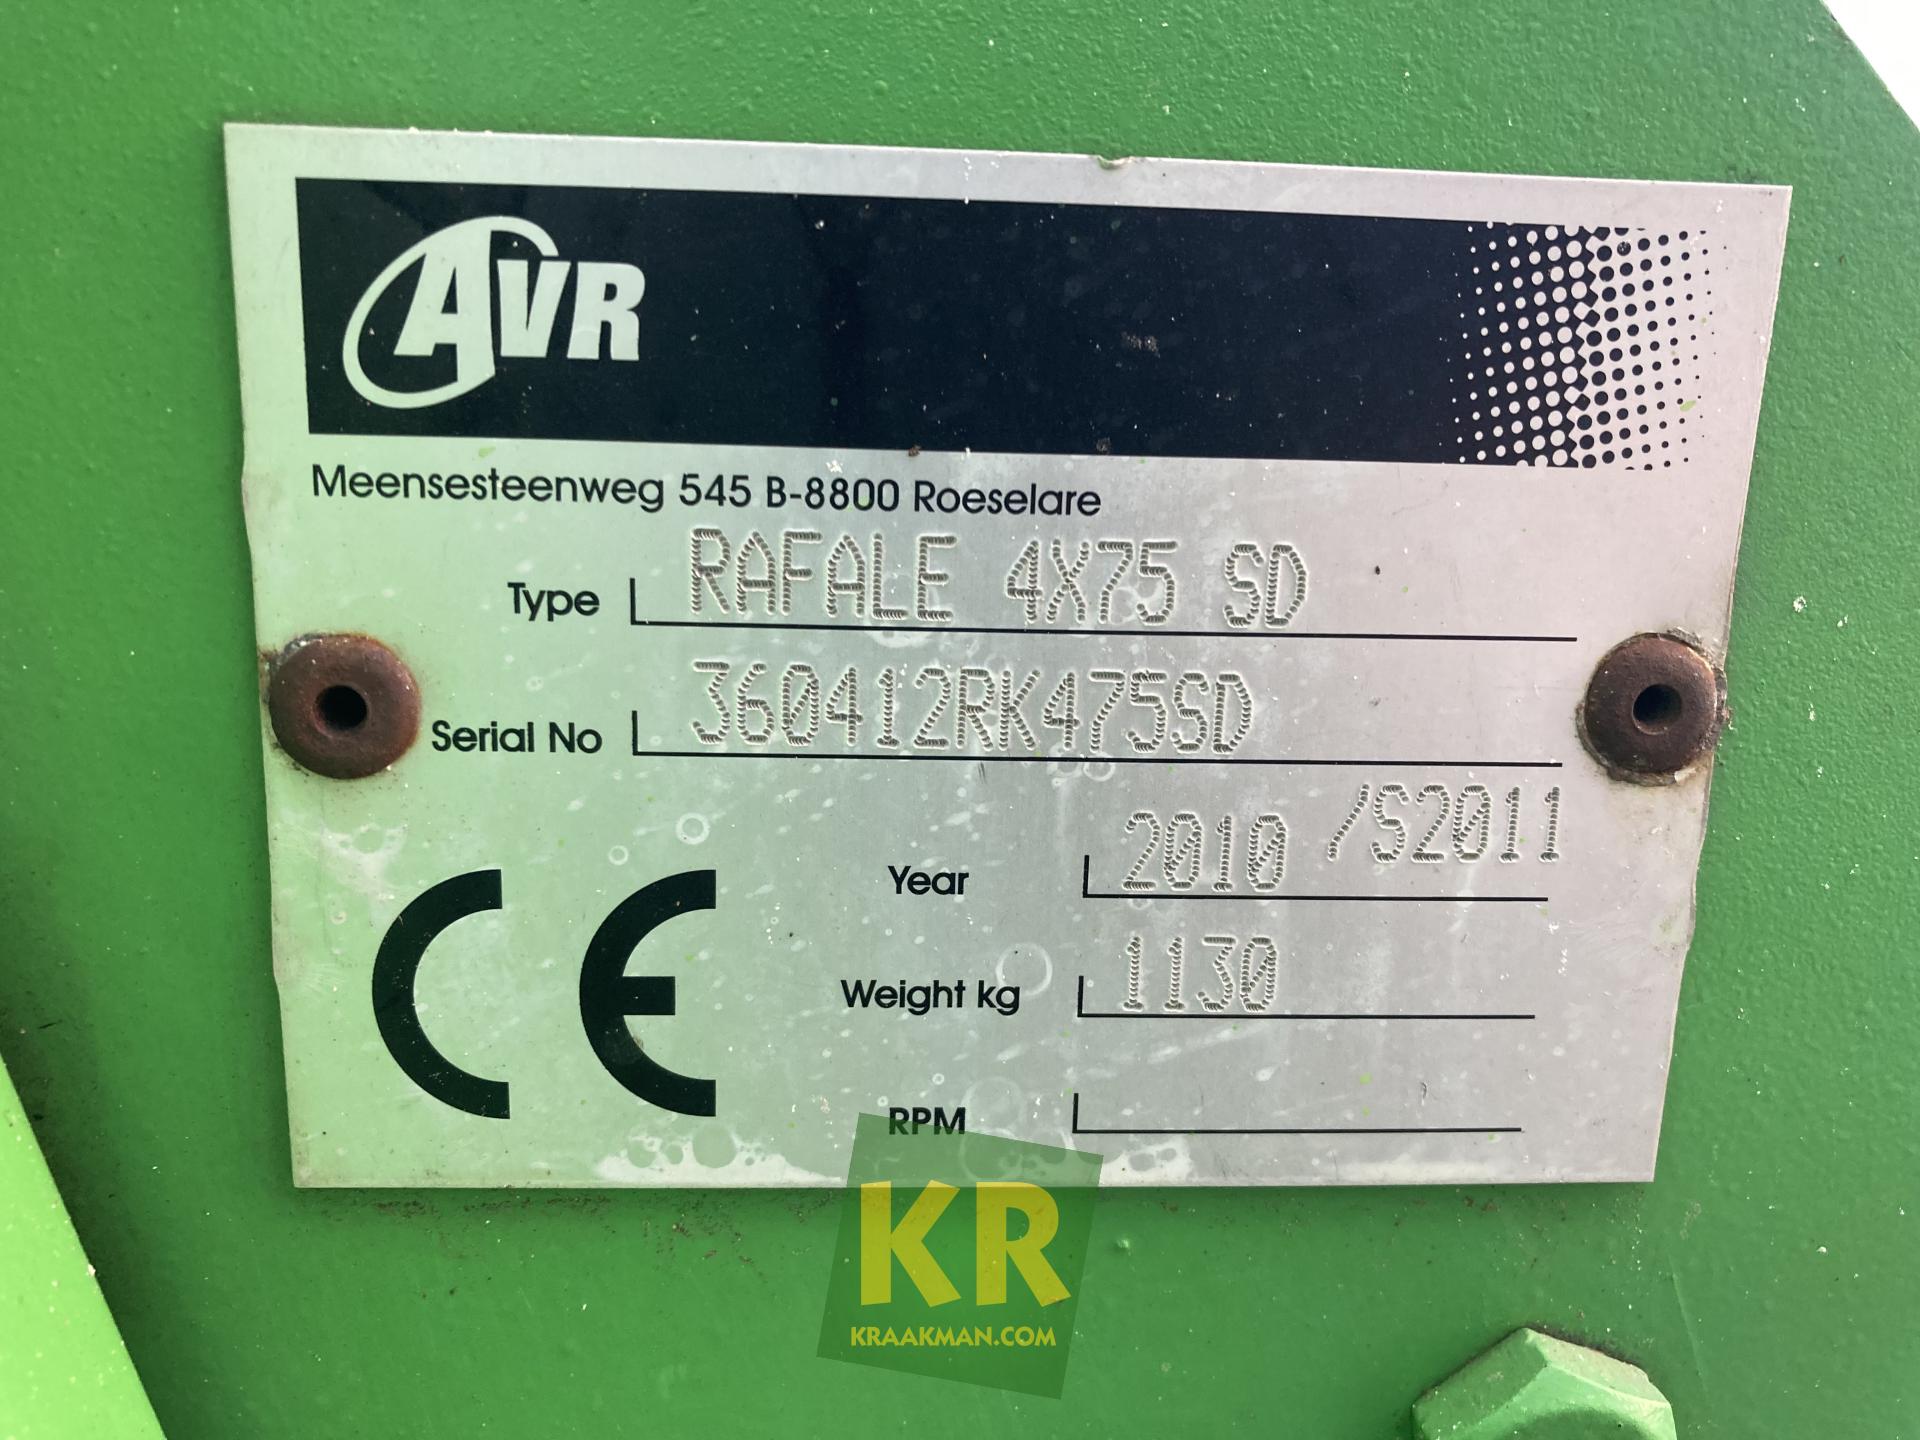 AVR
Meensesteenweg 545 B-8800 Roeselare
Type RAFALE 4X75 SD
Serial No 360412RK475SD
Year 2010 /S2011
Weight kg 1130
RPM
CE
KR
KRAAKMAN.COM